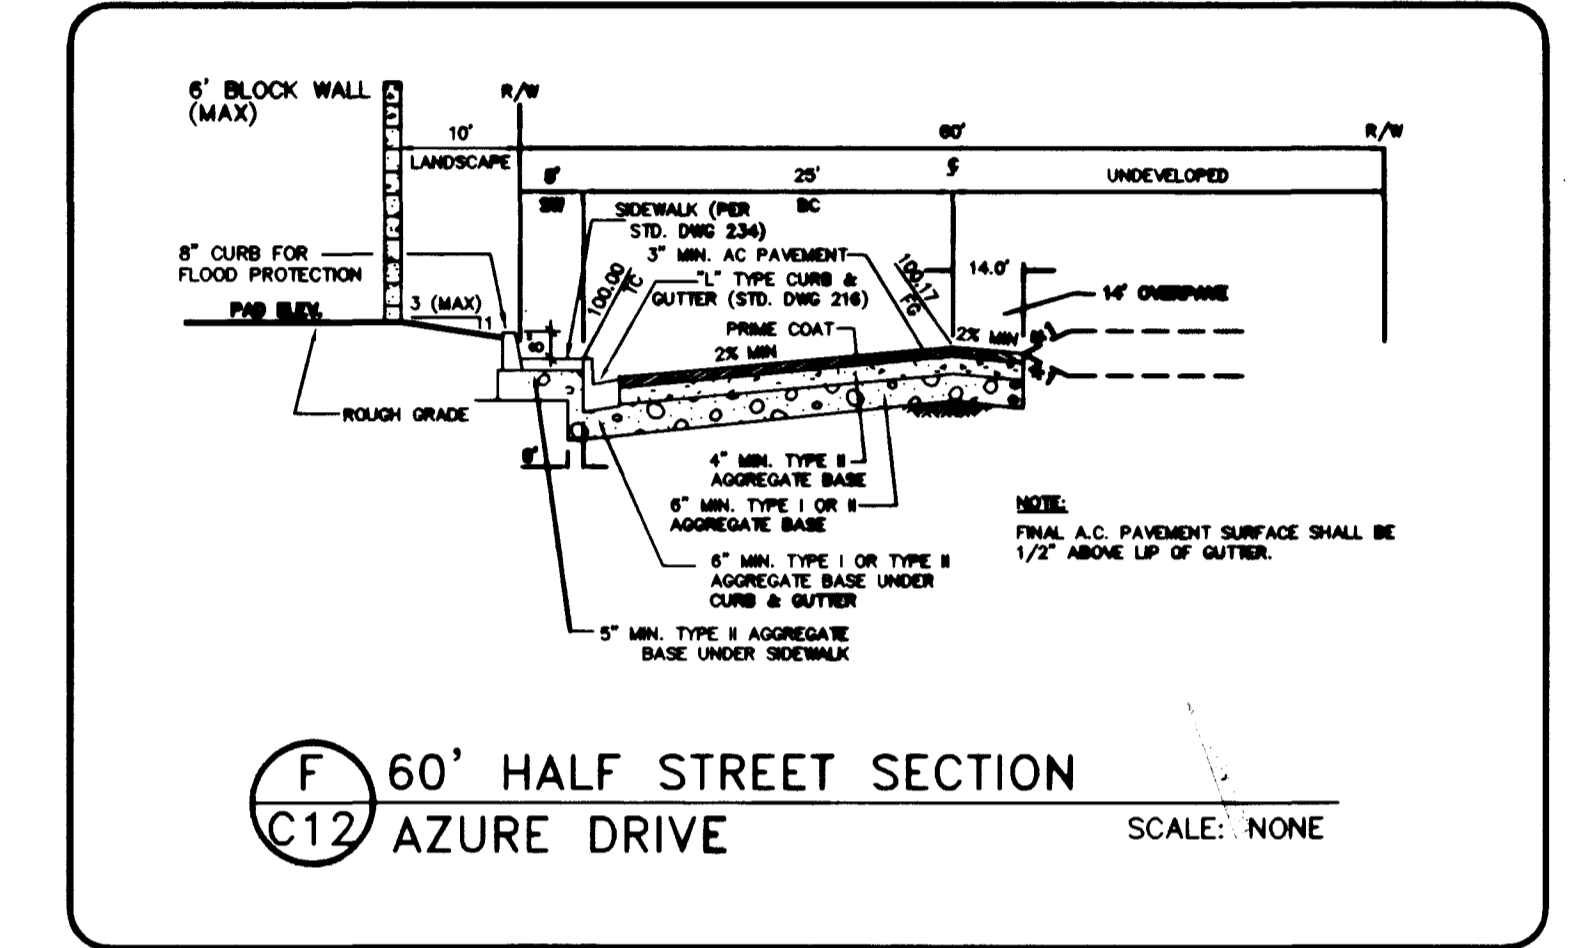 6' BLOCK WALL
(MAX)
R/W
R/W
10'
60'
LANDSCAPE
25'
UNDEVELOPED
SW
BC
SIDEWALK (PER
STD. DWG 234)
8" CURB FOR
FLOOD PROTECTION
3" MIN. AC PAVEMENT
14.0'
"L" TYPE CURB &
GUTTER (STD. DWG 216)
100.00
TC
100.17
FG
14' OVERPAVE
PAD ELEV.
3 (MAX)
1
8"
PRIME COAT
2% MIN
2% MIN
ROUGH GRADE
4" MIN. TYPE II
AGGREGATE BASE
6" MIN. TYPE I OR II
AGGREGATE BASE
NOTE:
FINAL A.C. PAVEMENT SURFACE SHALL BE
1/2" ABOVE LIP OF GUTTER.
6" MIN. TYPE I OR TYPE II
AGGREGATE BASE UNDER
CURB & GUTTER
5" MIN. TYPE II AGGREGATE
BASE UNDER SIDEWALK
F
C12
60' HALF STREET SECTION
AZURE DRIVE
SCALE: NONE